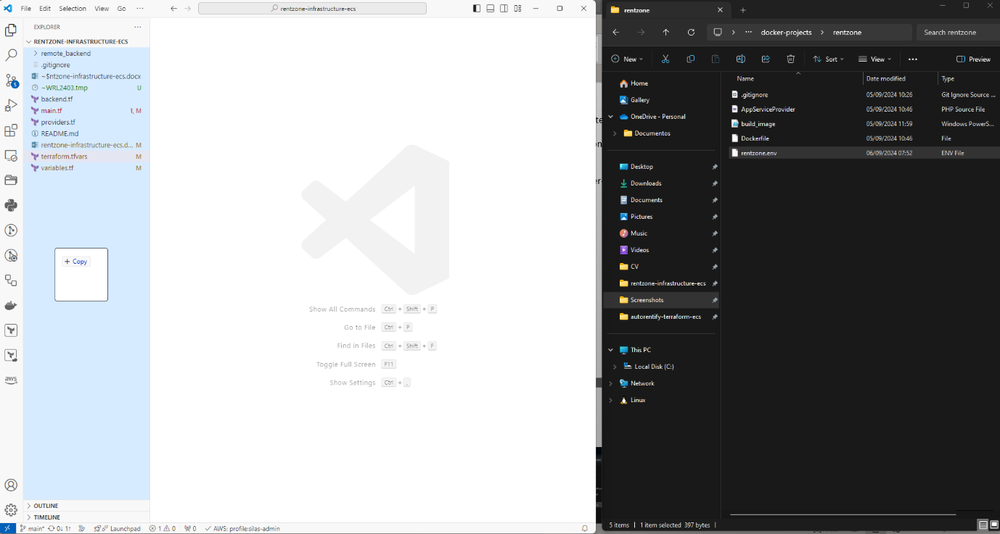 File Edit Selection View Go ··· rentzone-infrastructure-ecs
EXPLORER ···
RENTZONE-INFRASTRUCTURE-ECS
remote_backend
.gitignore
~$ntzone-infrastructure-ecs.docx
~WRL2403.tmp U
backend.tf
main.tf 1, M
providers.tf
README.md
rentzone-infrastructure-ecs.d... M
terraform.tfvars M
variables.tf M
5
+ Copy
aws
OUTLINE
TIMELINE
Show All Commands Ctrl + Shift + P
Go to File Ctrl + P
Find in Files Ctrl + Shift + F
Toggle Full Screen F11
Show Settings Ctrl + ,
main* 0↓ 1↑ Launchpad 1 0 0 AWS: profile:silas-admin
rentzone
··· docker-projects rentzone Search rentzone
New Sort View ··· Preview
Home
Gallery
OneDrive - Personal
Documentos
Desktop
Downloads
Documents
Pictures
Music
Videos
CV
rentzone-infrastructure-ecs
Screenshots
autorentify-terraform-ecs
This PC
Local Disk (C:)
Network
Linux
Name Date modified Type
.gitignore 05/09/2024 10:26 Git Ignore Source ...
AppServiceProvider 05/09/2024 10:46 PHP Source File
build_image 05/09/2024 11:59 Windows PowerS...
Dockerfile 05/09/2024 10:46 File
rentzone.env 06/09/2024 07:52 ENV File
5 items 1 item selected 397 bytes